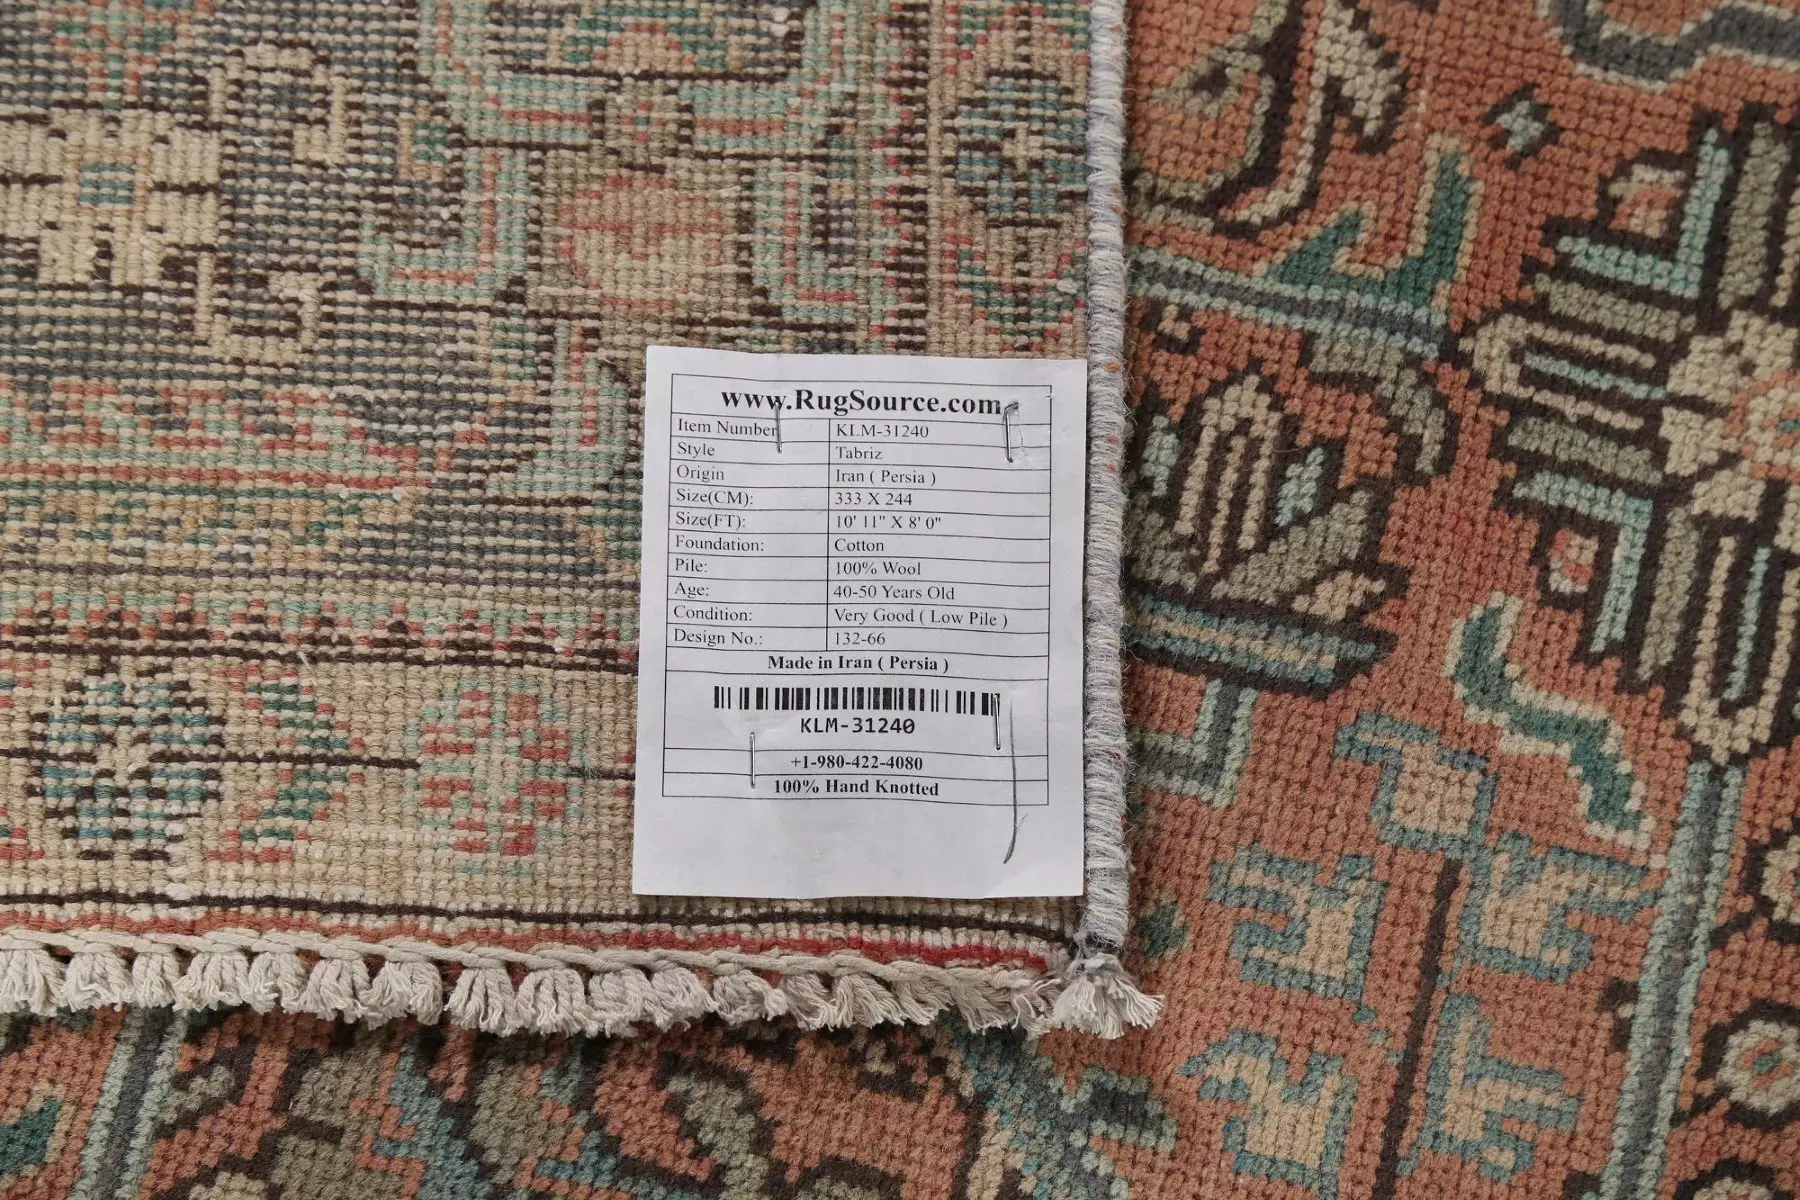 www.RugSource.com
Item Number KLM-31240
Style Tabriz
Origin Iran ( Persia )
Size(CM): 333 X 244
Size(FT): 10' 11" X 8' 0"
Foundation: Cotton
Pile: 100% Wool
Age: 40-50 Years Old
Condition: Very Good ( Low Pile )
Design No.: 132-66
Made in Iran ( Persia )
KLM-31240
+1-980-422-4080
100% Hand Knotted